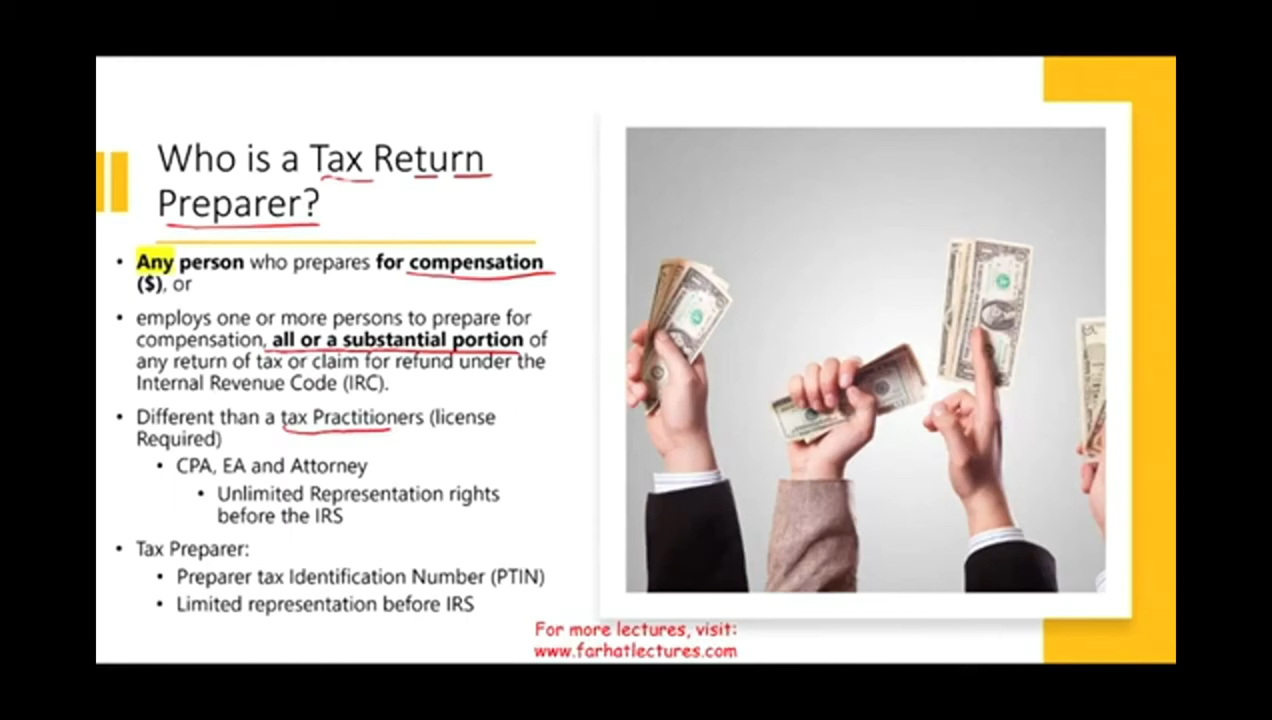 Who is a Tax Return
Preparer?
• Any person who prepares for compensation
($), or
• employs one or more persons to prepare for
compensation, all or a substantial portion of
any return of tax or claim for refund under the
Internal Revenue Code (IRC).
• Different than a tax Practitioners (license
Required)
• CPA, EA and Attorney
• Unlimited Representation rights
before the IRS
• Tax Preparer:
• Preparer tax Identification Number (PTIN)
• Limited representation before IRS
For more lectures, visit:
www.farhatlectures.com